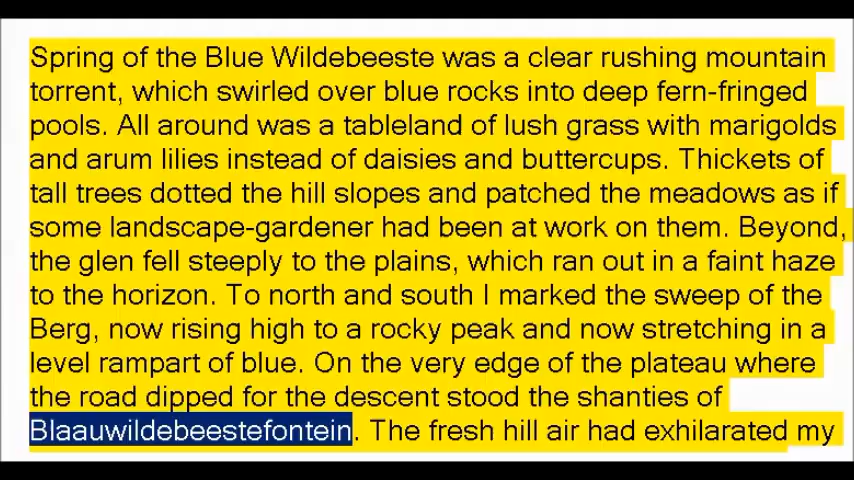 Spring of the Blue Wildebeeste was a clear rushing mountain
torrent, which swirled over blue rocks into deep fern-fringed
pools. All around was a tableland of lush grass with marigolds
and arum lilies instead of daisies and buttercups. Thickets of
tall trees dotted the hill slopes and patched the meadows as if
some landscape-gardener had been at work on them. Beyond,
the glen fell steeply to the plains, which ran out in a faint haze
to the horizon. To north and south I marked the sweep of the
Berg, now rising high to a rocky peak and now stretching in a
level rampart of blue. On the very edge of the plateau where
the road dipped for the descent stood the shanties of
Blaauwildebeestefontein. The fresh hill air had exhilarated my